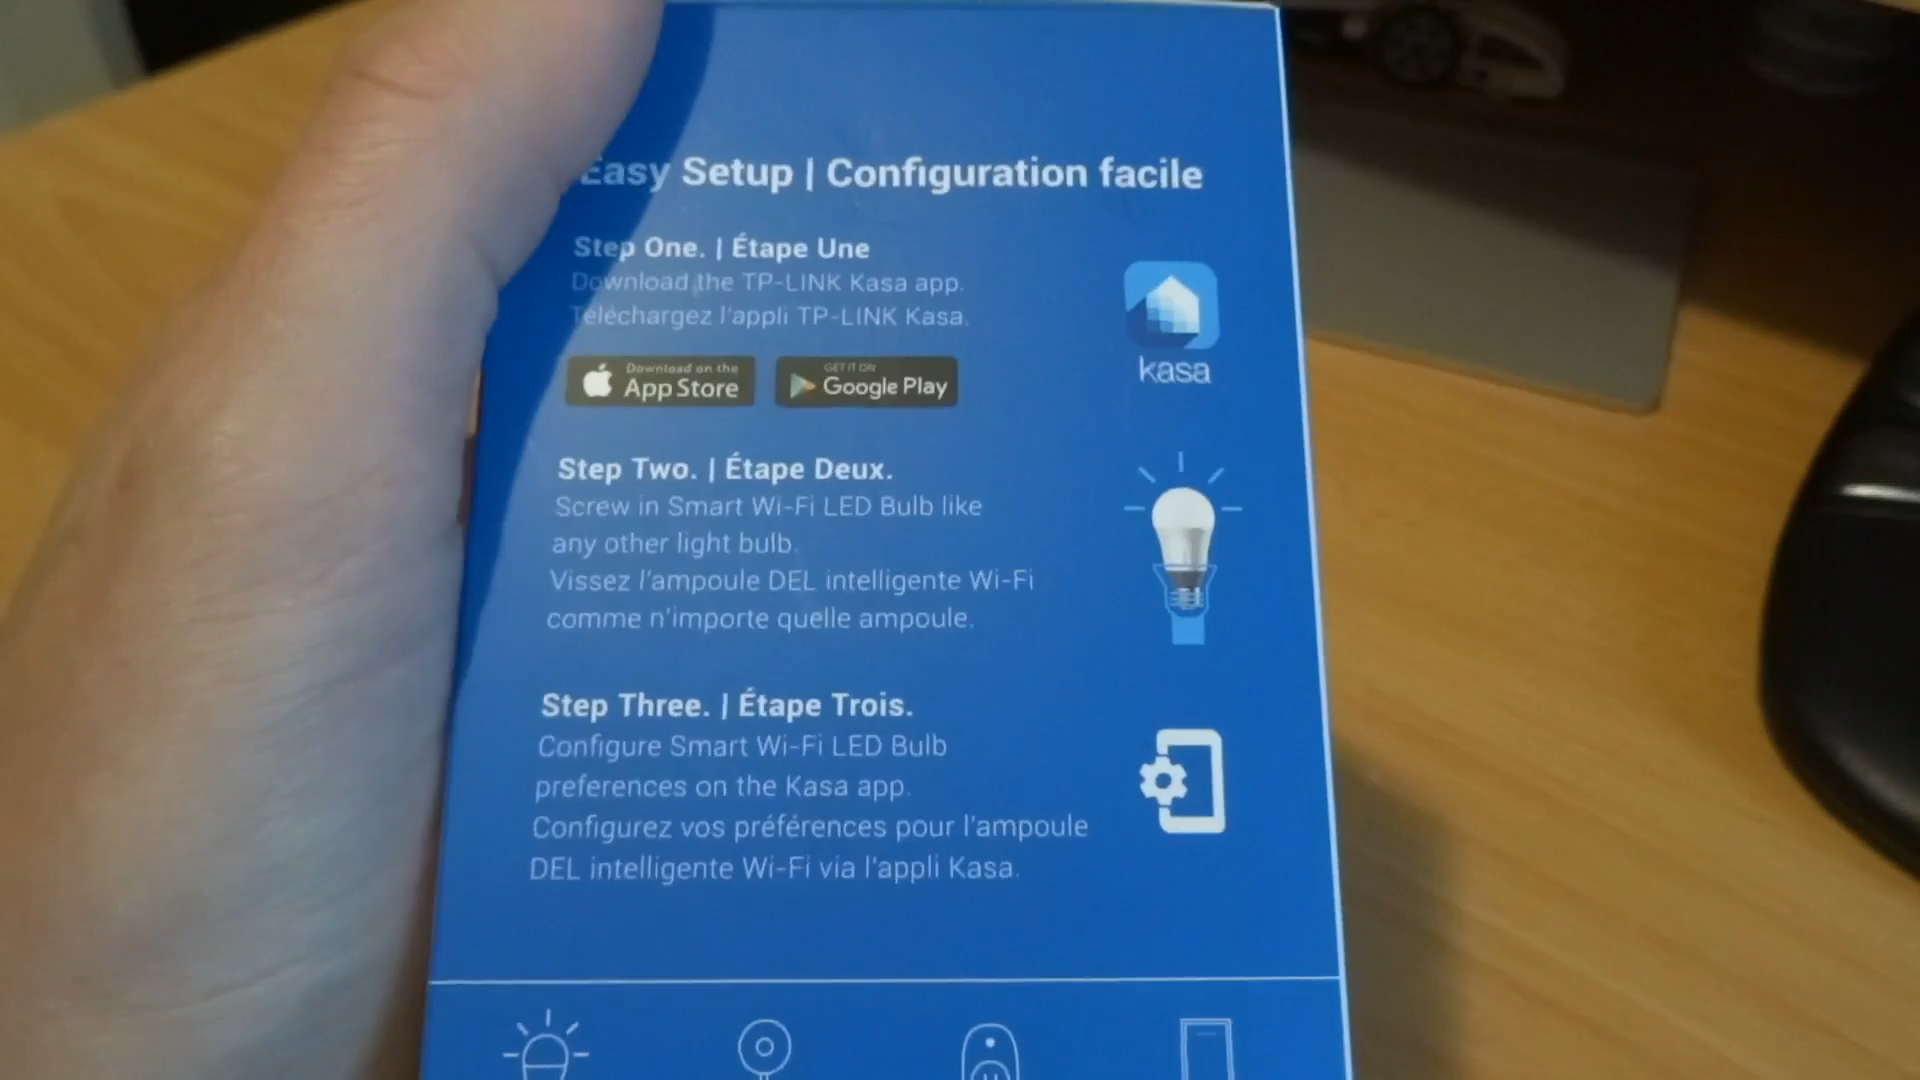 Easy Setup | Configuration facile
Step One. | Étape Une
Download the TP-LINK Kasa app.
Téléchargez l'appli TP-LINK Kasa.
Download on the
App Store
GET IT ON
Google Play
kasa
Step Two. | Étape Deux.
Screw in Smart Wi-Fi LED Bulb like
any other light bulb.
Vissez l'ampoule DEL intelligente Wi-Fi
comme n'importe quelle ampoule.
Step Three. | Étape Trois.
Configure Smart Wi-Fi LED Bulb
preferences on the Kasa app.
Configurez vos préférences pour l'ampoule
DEL intelligente Wi-Fi via l'appli Kasa.